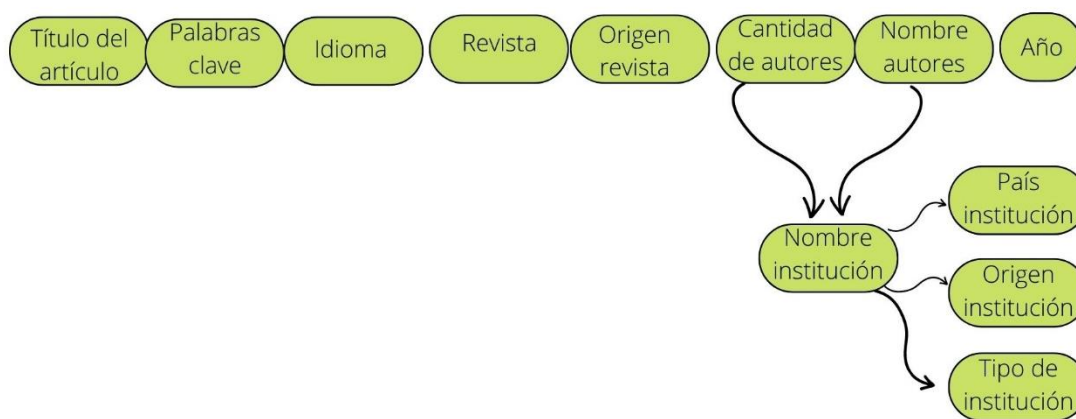 Título del
artículo
Palabras
clave
Idioma
Revista
Origen
revista
Cantidad
de autores
Nombre
autores
Año
Nombre
institución
País
institución
Origen
institución
Tipo de
institución